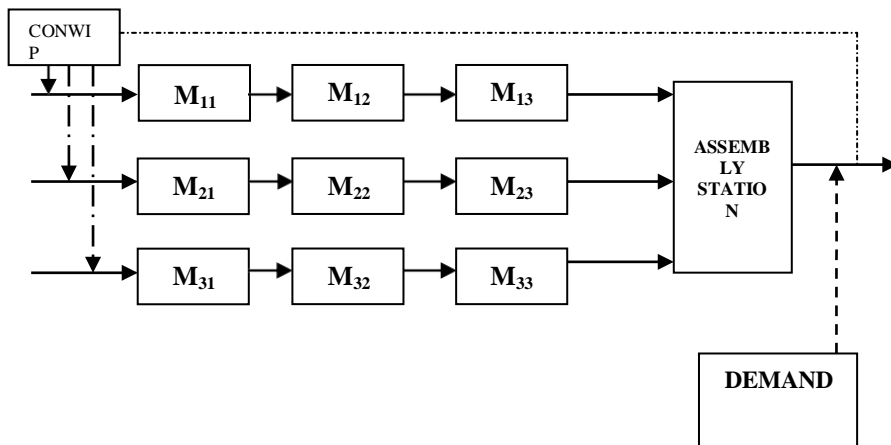 CONWI
P
M₁₁ M₁₂ M₁₃
ASSEMB
LY
STATIO
N
M₂₁ M₂₂ M₂₃
M₃₁ M₃₂ M₃₃
DEMAND